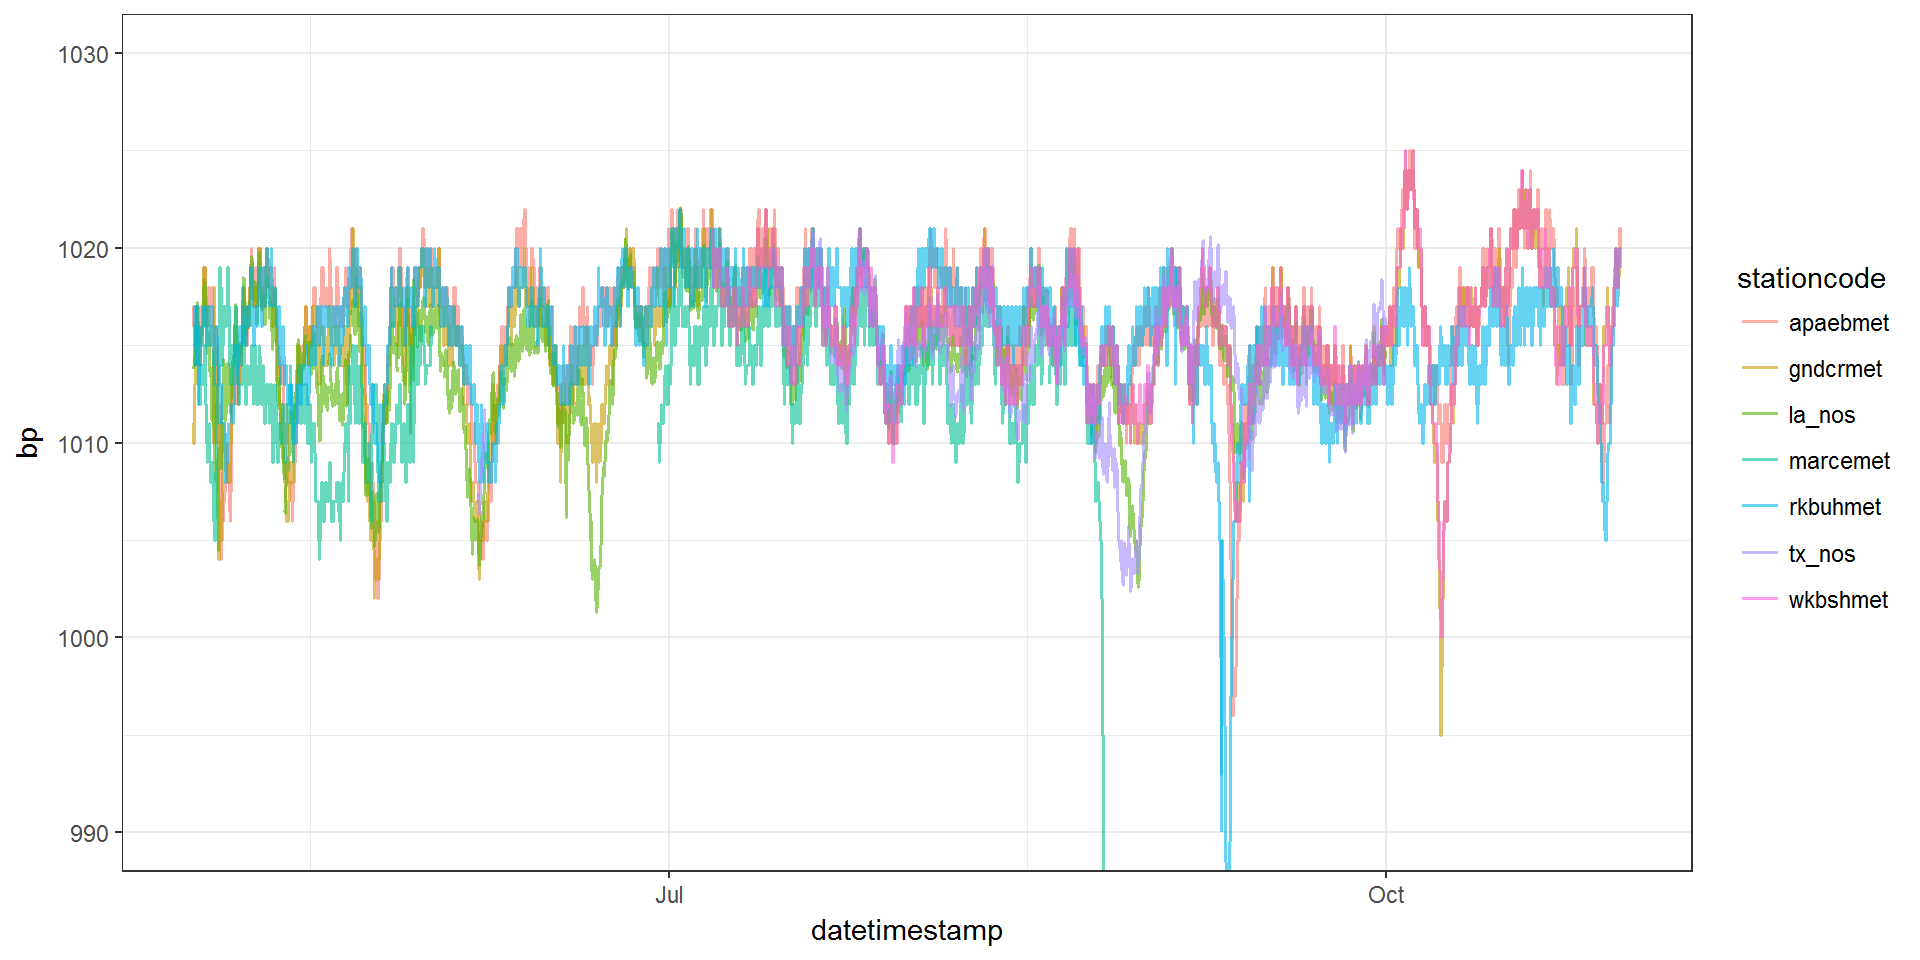 1030
1020
1010
1000
990
bp
Jul
Oct
datetimestamp
stationcode
apaebmet
gndcrmet
la_nos
marcemet
rkbuhmet
tx_nos
wkbshmet